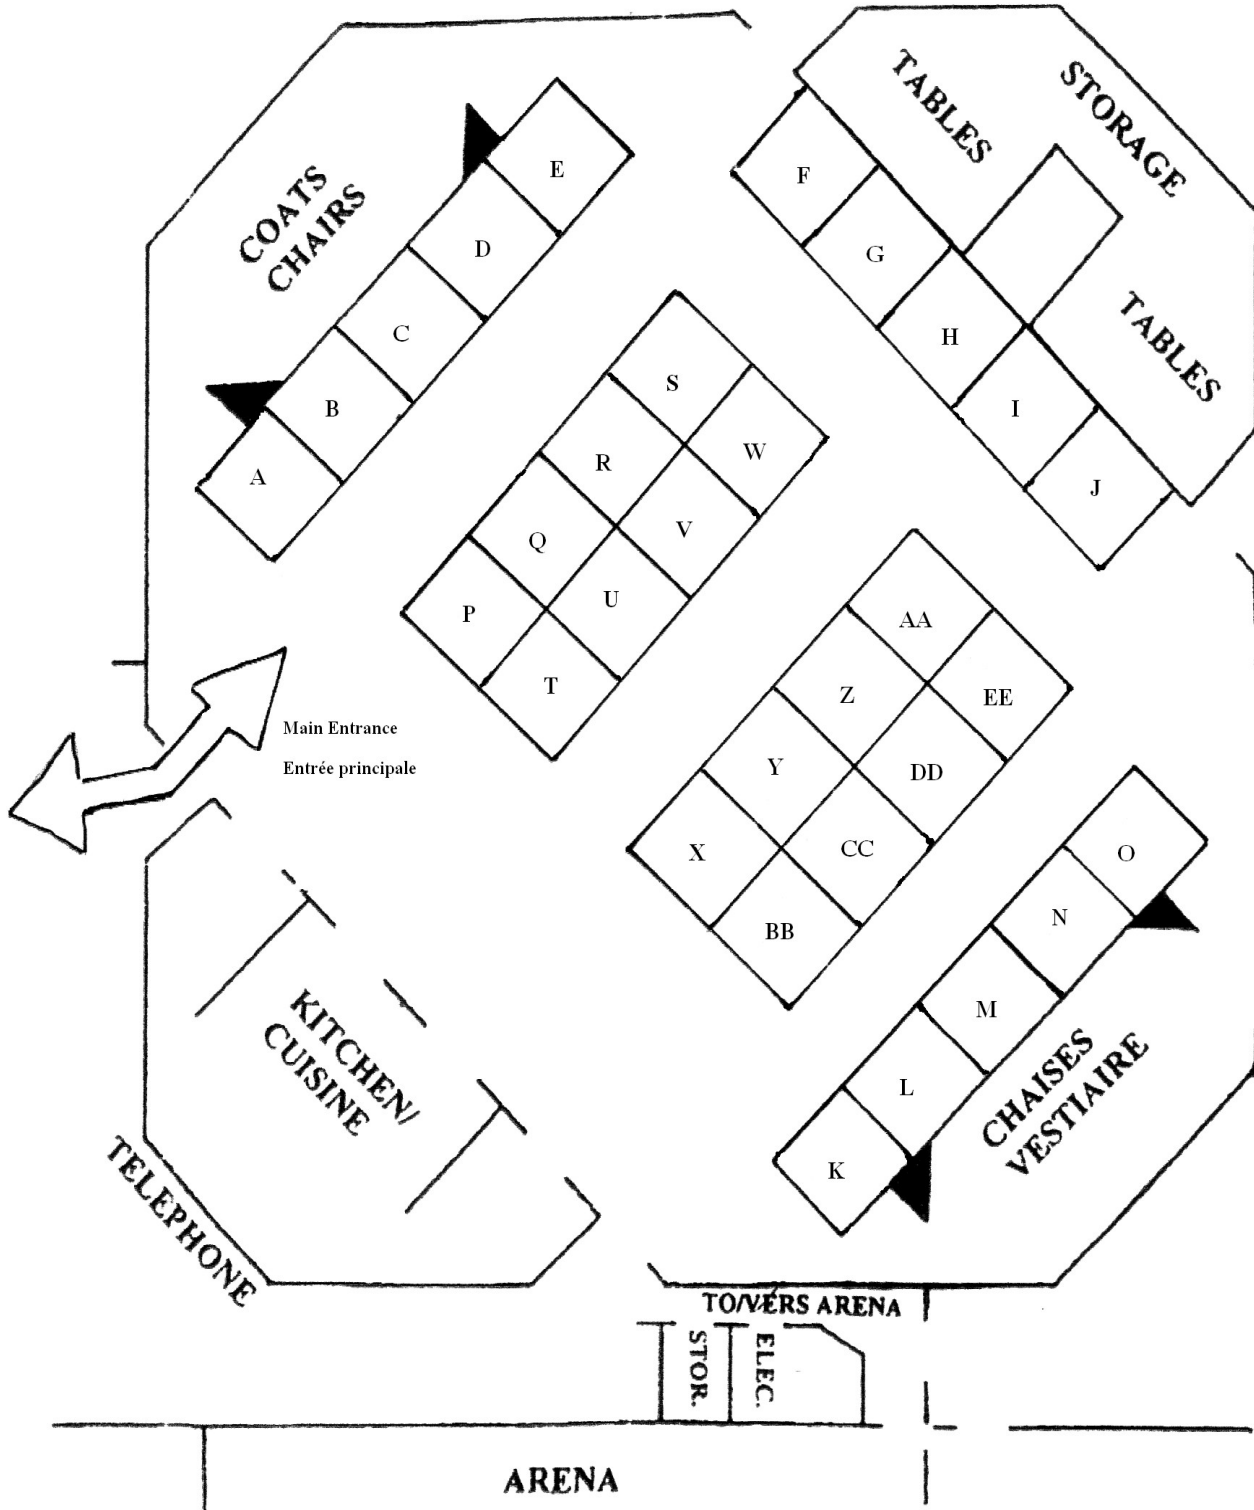 TABLES
STORAGE
TABLES
COATS
CHAIRS
E
D
C
B
A
F
G
H
I
J
S
R
W
Q
V
P
U
T
AA
Z
EE
Y
DD
X
CC
BB
O
N
M
L
K
Main Entrance
Entrée principale
KITCHEN/
CUISINE
CHAISES
VESTIAIRE
TELEPHONE
TO/VERS ARENA
STOR.
ELEC.
ARENA